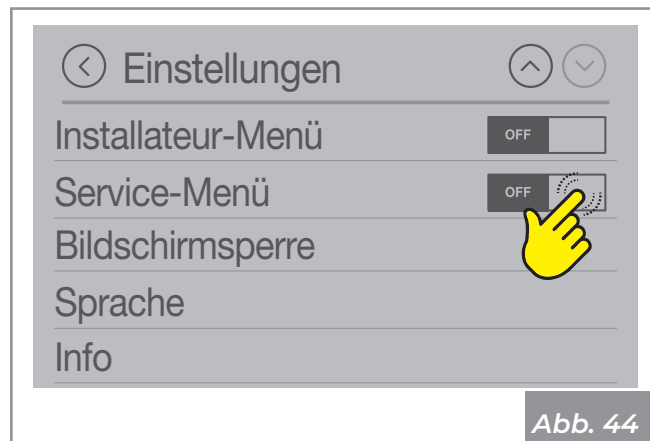 Einstellungen
Installateur-Menü OFF
Service-Menü OFF
Bildschirmsperre
Sprache
Info
Abb. 44